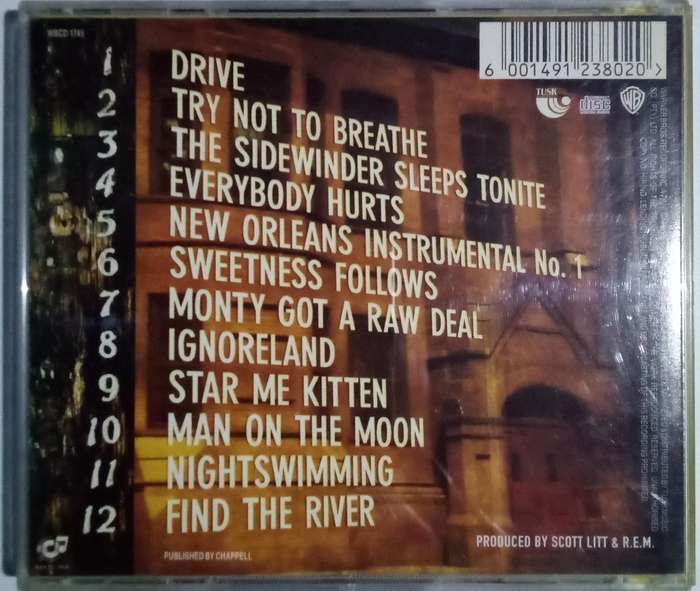 WBCD 1745
1 DRIVE
2 TRY NOT TO BREATHE
3 THE SIDEWINDER SLEEPS TONITE
4 EVERYBODY HURTS
5 NEW ORLEANS INSTRUMENTAL No. 1
6 SWEETNESS FOLLOWS
7 MONTY GOT A RAW DEAL
8 IGNORELAND
9 STAR ME KITTEN
10 MAN ON THE MOON
11 NIGHTSWIMMING
12 FIND THE RIVER
6 001491 238020 >
TUSK
disc
WB
PUBLISHED BY CHAPPELL
PRODUCED BY SCOTT LITT & R.E.M.